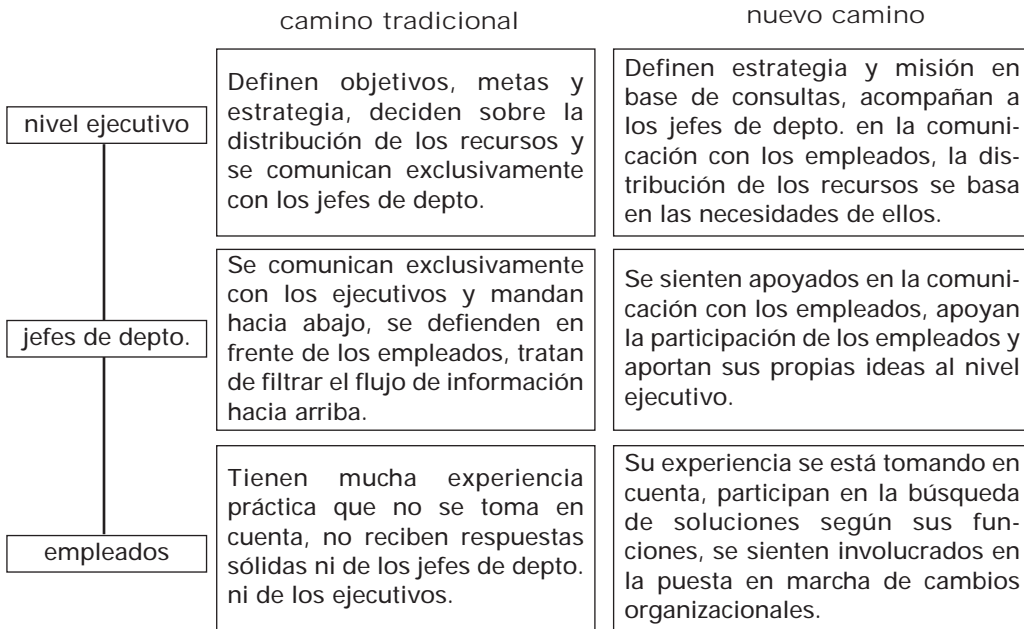 camino tradicional
nuevo camino
nivel ejecutivo
Definen objetivos, metas y
estrategia, deciden sobre la
distribución de los recursos y
se comunican exclusivamente
con los jefes de depto.
Definen estrategia y misión en
base de consultas, acompañan a
los jefes de depto. en la comuni-
cación con los empleados, la dis-
tribución de los recursos se basa
en las necesidades de ellos.
jefes de depto.
Se comunican exclusivamente
con los ejecutivos y mandan
hacia abajo, se defienden en
frente de los empleados, tratan
de filtrar el flujo de información
hacia arriba.
Se sienten apoyados en la comuni-
cación con los empleados, apoyan
la participación de los empleados y
aportan sus propias ideas al nivel
ejecutivo.
empleados
Tienen mucha experiencia
práctica que no se toma en
cuenta, no reciben respuestas
sólidas ni de los jefes de depto.
ni de los ejecutivos.
Su experiencia se está tomando en
cuenta, participan en la búsqueda
de soluciones según sus fun-
ciones, se sienten involucrados en
la puesta en marcha de cambios
organizacionales.